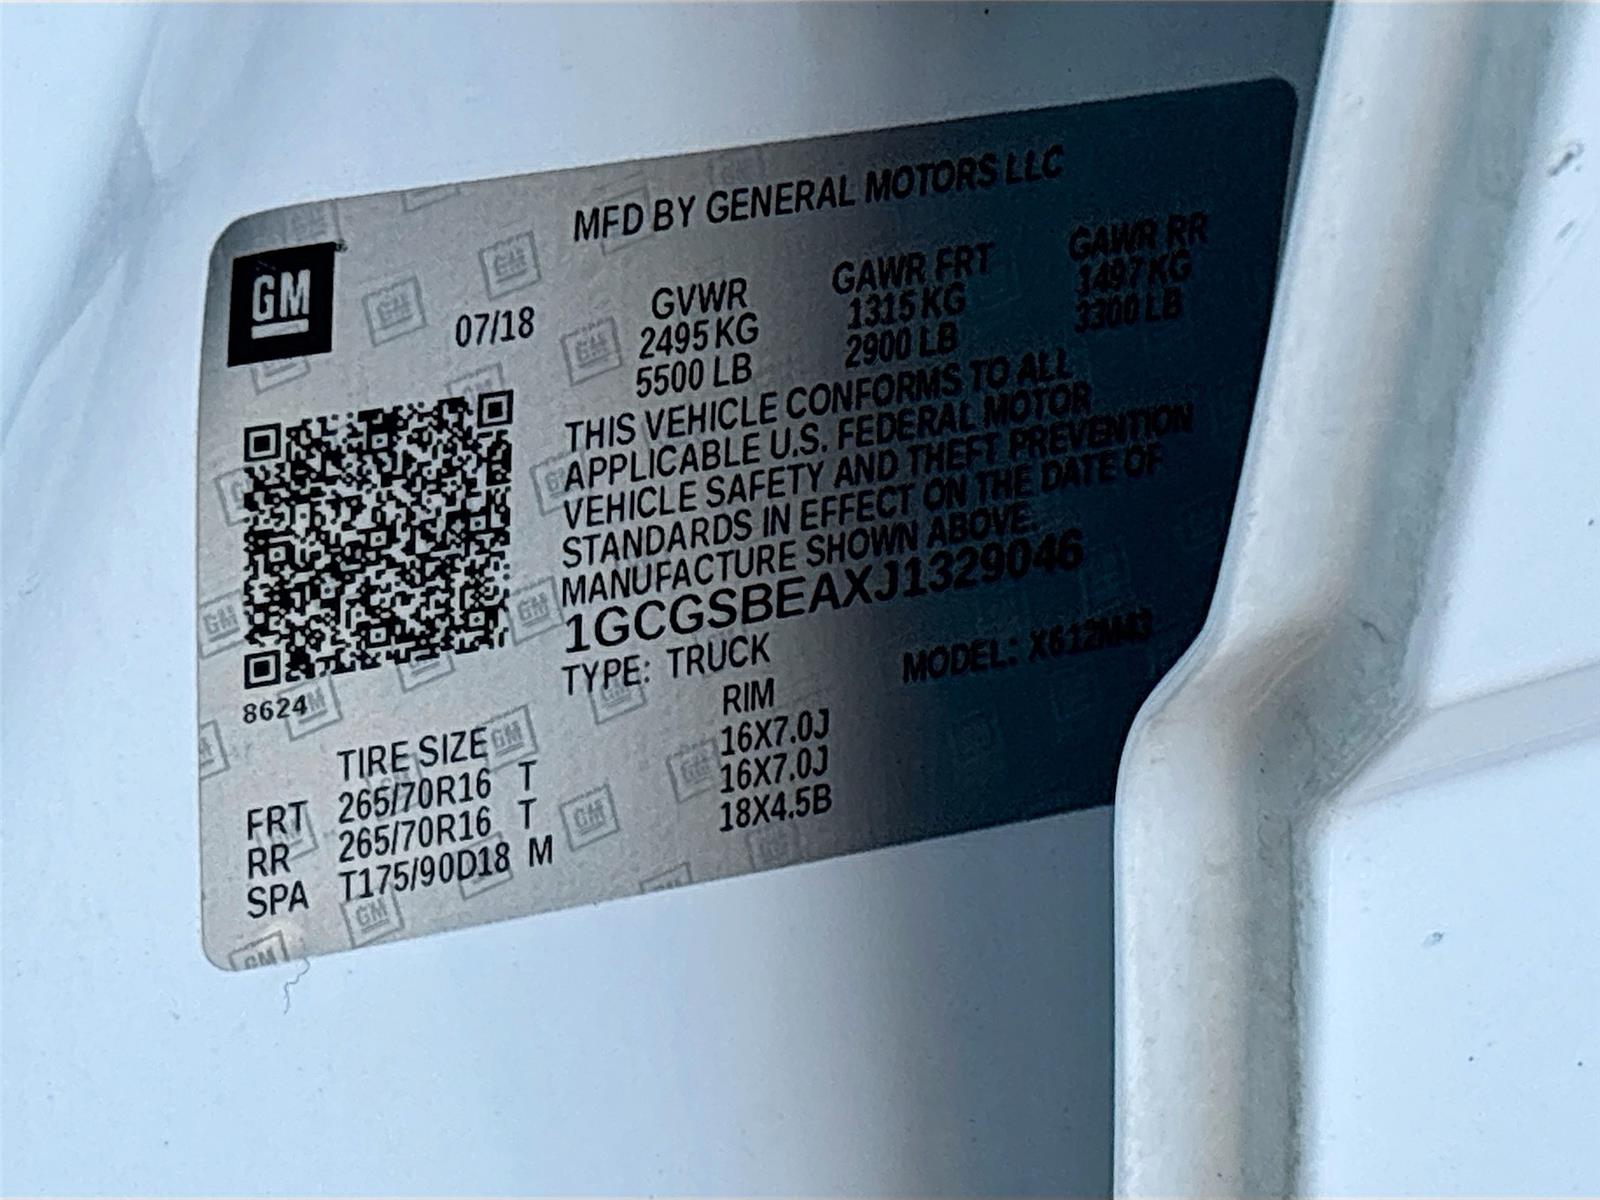 MFD BY GENERAL MOTORS LLC
GM
07/18
GVWR GAWR FRT GAWR RR
2495 KG 1315 KG 1497 KG
5500 LB 2900 LB 3300 LB
THIS VEHICLE CONFORMS TO ALL
APPLICABLE U.S. FEDERAL MOTOR
VEHICLE SAFETY AND THEFT PREVENTION
STANDARDS IN EFFECT ON THE DATE OF
MANUFACTURE SHOWN ABOVE.
1GCGSBEAXJ1329046
TYPE: TRUCK MODEL: X612M43
8624
TIRE SIZE RIM
FRT 265/70R16 T 16X7.0J
RR 265/70R16 T 16X7.0J
SPA T175/90D18 M 18X4.5B